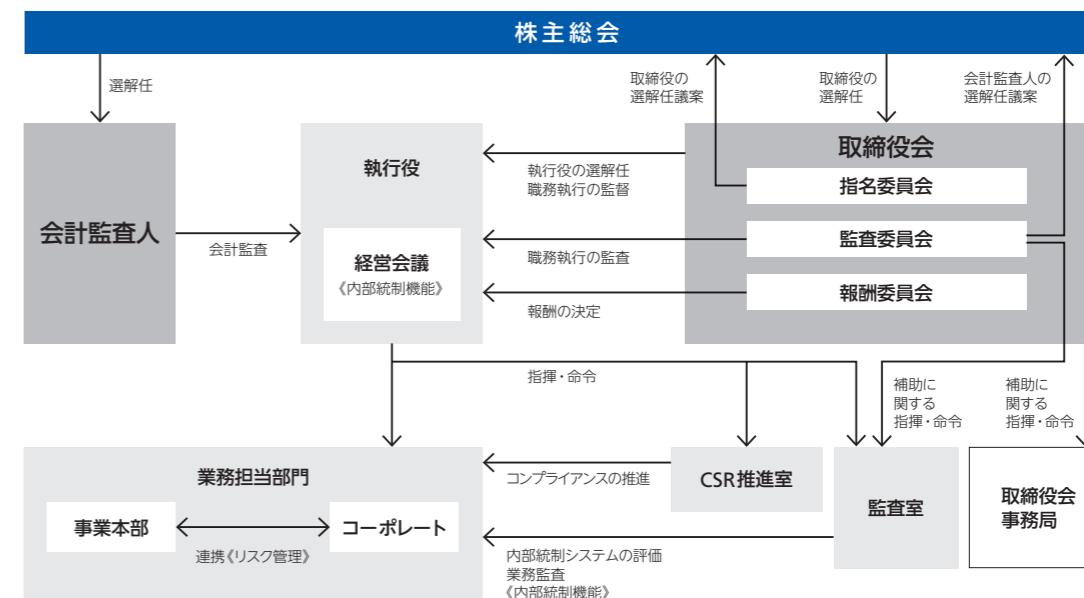 株主総会
選解任
取締役の
選解任議案
取締役の
選解任
会計監査人の
選解任議案
会計監査人
会計監査
執行役
経営会議
《内部統制機能》
執行役の選解任
職務執行の監督
職務執行の監査
報酬の決定
取締役会
指名委員会
監査委員会
報酬委員会
指揮・命令
補助に
関する
指揮・命令
補助に
関する
指揮・命令
業務担当部門
事業本部
連携《リスク管理》
コーポレート
コンプライアンスの推進
CSR推進室
内部統制システムの評価
業務監査
《内部統制機能》
監査室
取締役会
事務局